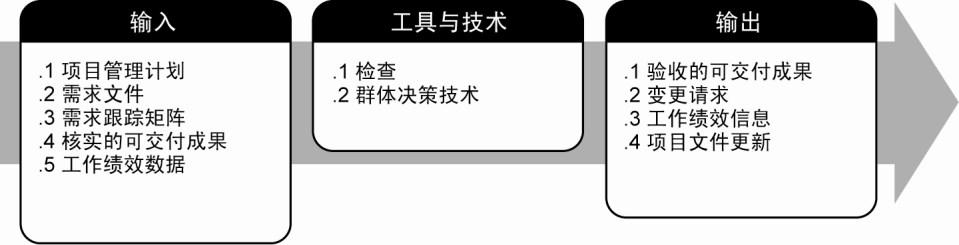 输入
.1 项目管理计划
.2 需求文件
.3 需求跟踪矩阵
.4 核实的可交付成果
.5 工作绩效数据
工具与技术
.1 检查
.2 群体决策技术
输出
.1 验收的可交付成果
.2 变更请求
.3 工作绩效信息
.4 项目文件更新